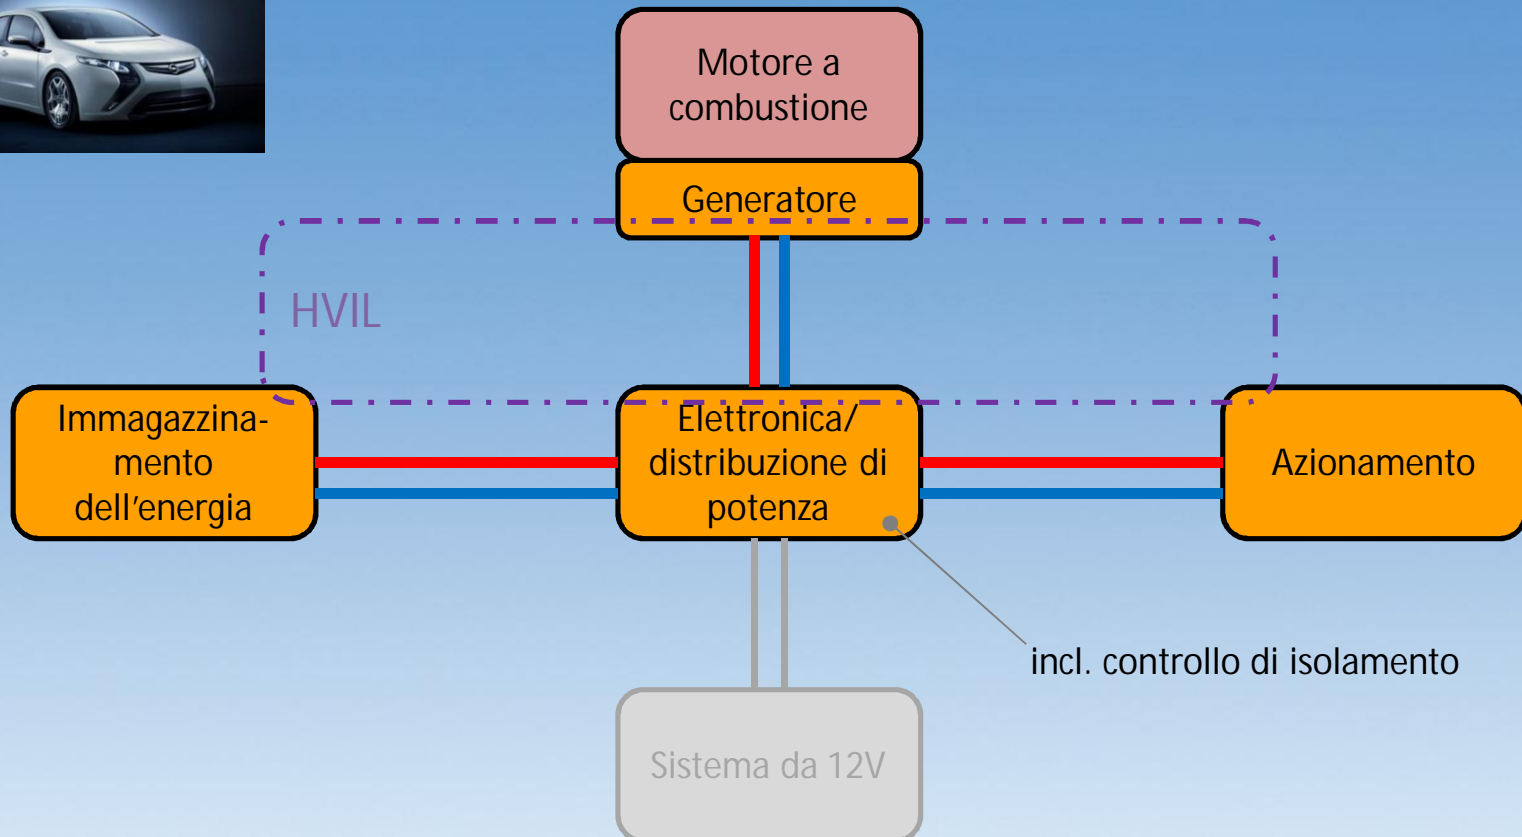 Motore a
combustione
Generatore
HVIL
Immagazzina-
mento
dell'energia
Elettronica/
distribuzione di
potenza
Azionamento
incl. controllo di isolamento
Sistema da 12V